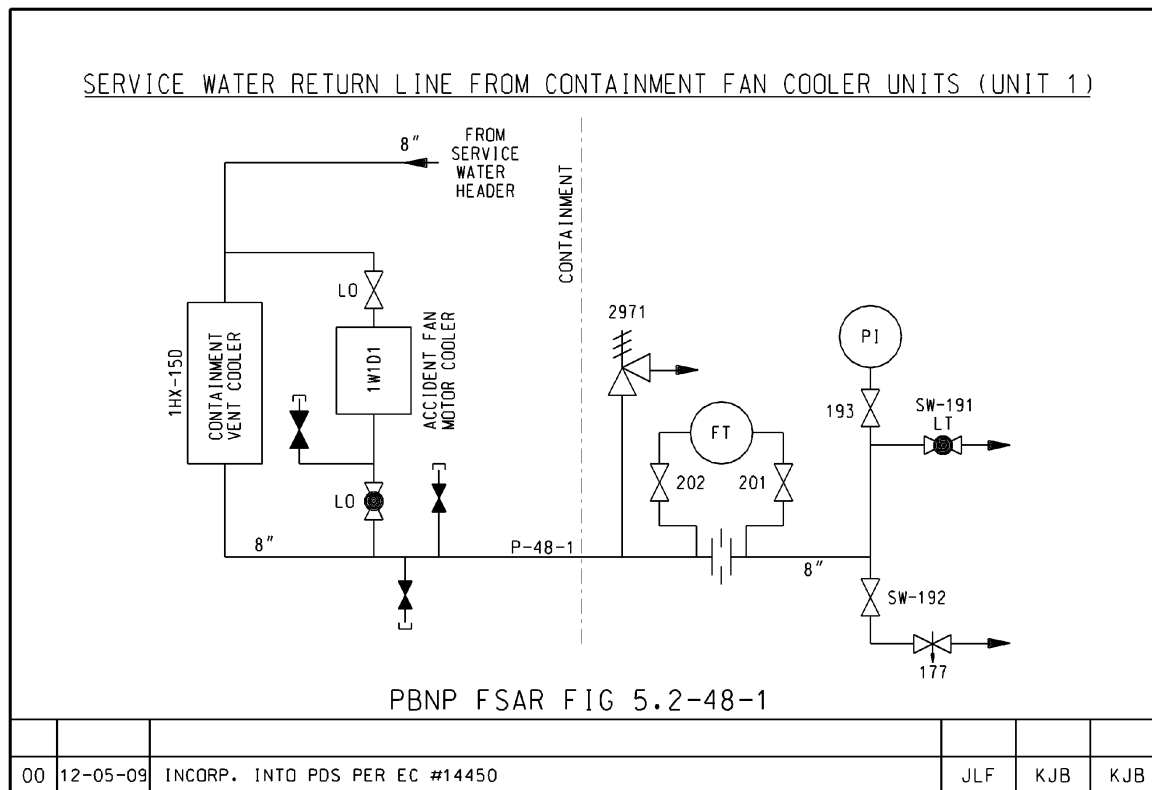 SERVICE WATER RETURN LINE FROM CONTAINMENT FAN COOLER UNITS (UNIT 1)
8"
FROM
SERVICE
WATER
HEADER
CONTAINMENT
LO
2971
PI
1HX-15D
CONTAINMENT
VENT COOLER
1W1D1
ACCIDENT FAN
MOTOR COOLER
193
SW-191
LT
FT
202
201
LO
8"
P-48-1
8"
SW-192
177
PBNP FSAR FIG 5.2-48-1
00 12-05-09 INCORP. INTO PDS PER EC #14450 JLF KJB KJB